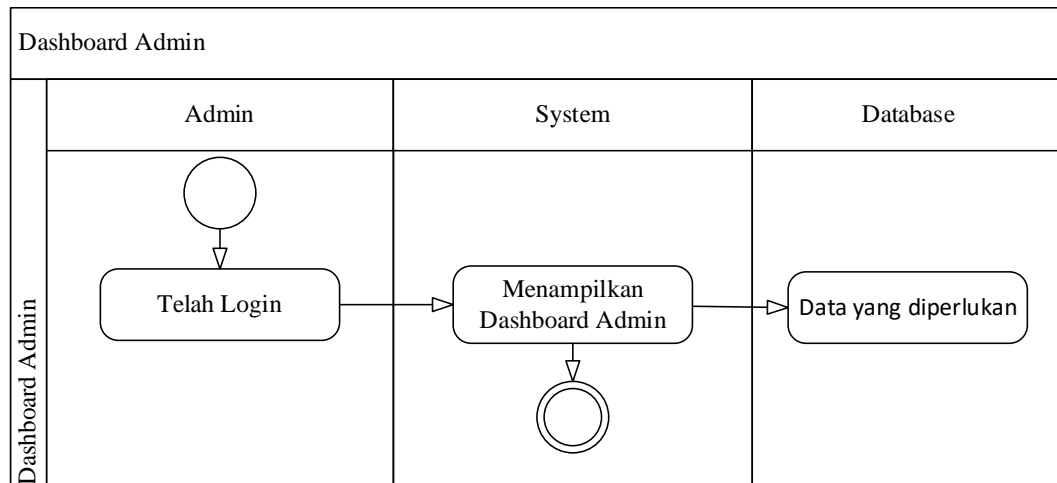 Dashboard Admin
Admin
System
Database
Dashboard Admin
Telah Login
Menampilkan
Dashboard Admin
Data yang diperlukan